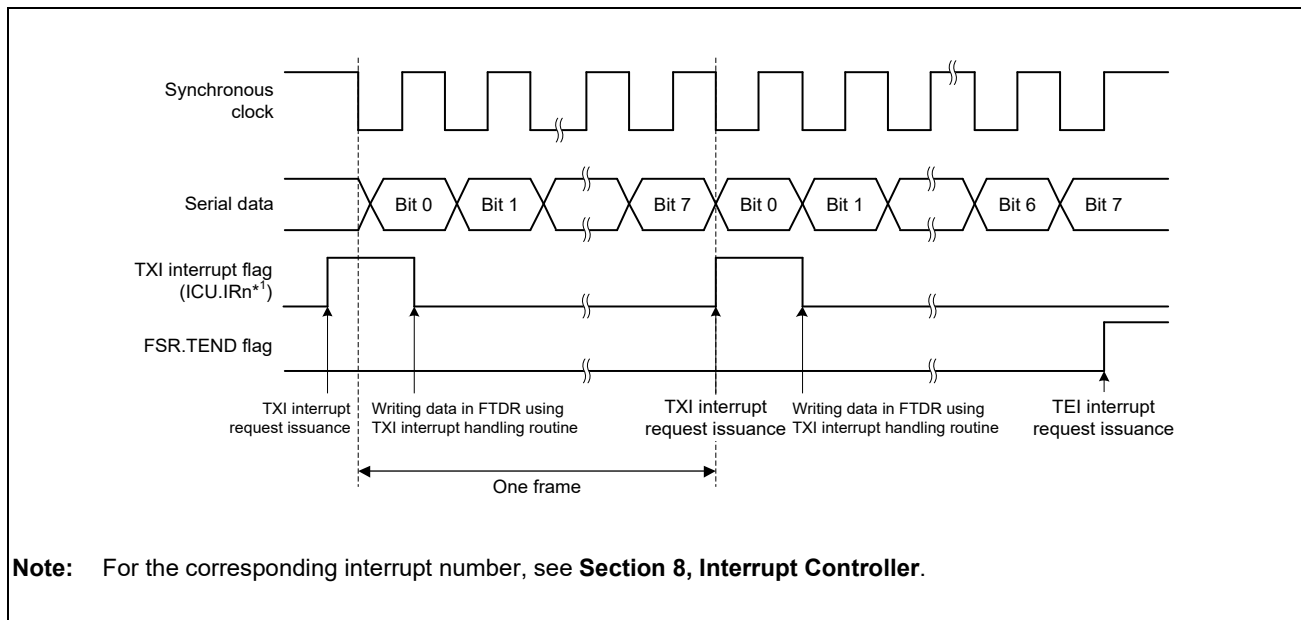 Synchronous
clock
Serial data
Bit 0 Bit 1 Bit 7 Bit 0 Bit 1 Bit 6 Bit 7
TXI interrupt flag
(ICU.IRn*1)
FSR.TEND flag
TXI interrupt
request issuance
Writing data in FTDR using
TXI interrupt handling routine
TXI interrupt
request issuance
Writing data in FTDR using
TXI interrupt handling routine
TEI interrupt
request issuance
One frame
Note: For the corresponding interrupt number, see Section 8, Interrupt Controller.